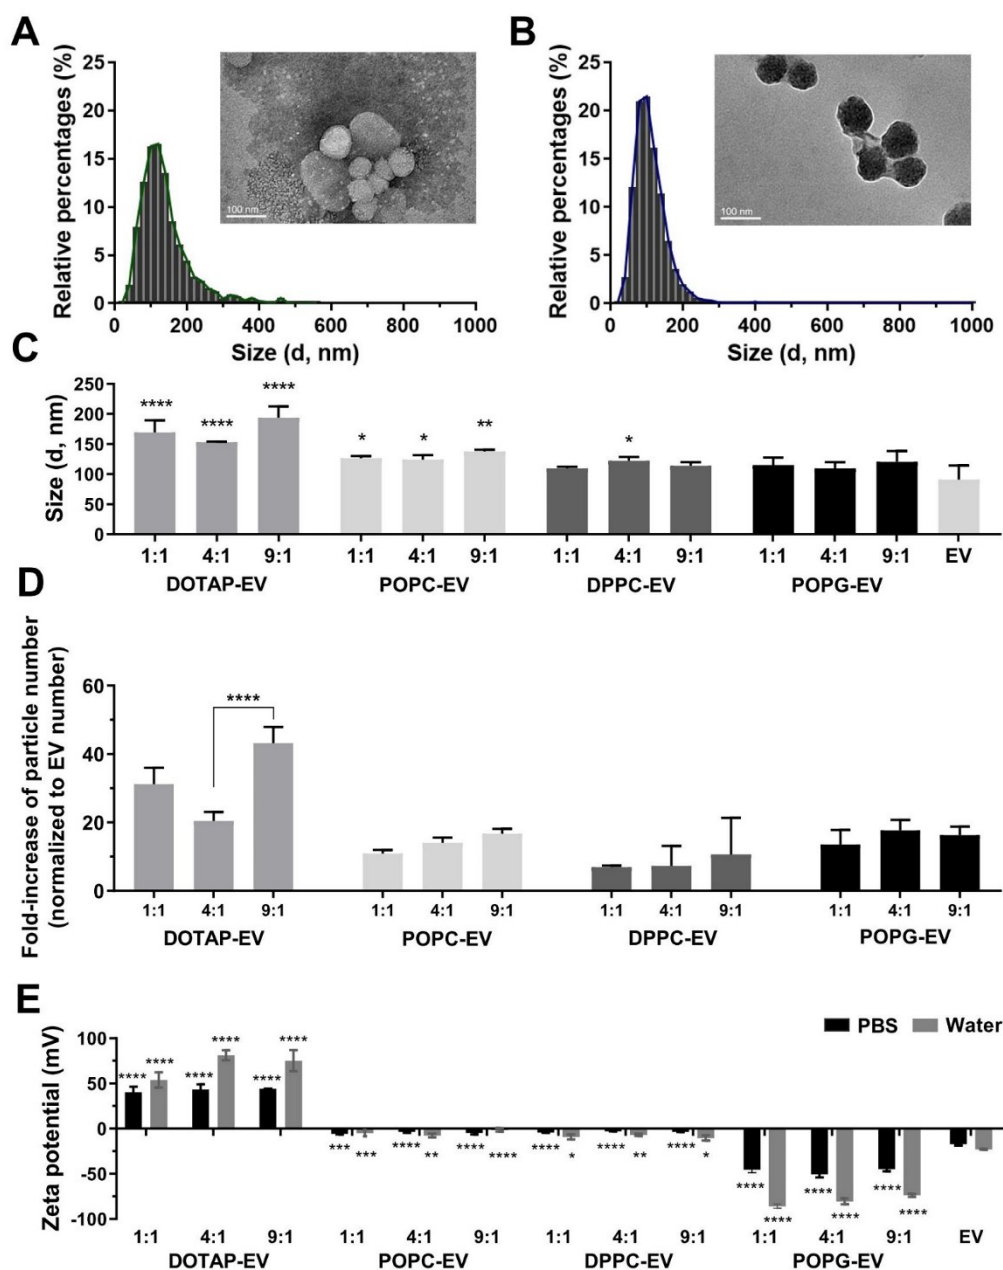 A
B
Relative percentages (%)
25
20
15
10
5
0
100 nm
0 200 400 600 800 1000
Size (d, nm)
Relative percentages (%)
25
20
15
10
5
0
100 nm
0 200 400 600 800 1000
Size (d, nm)
C
Size (d, nm)
250
200
150
100
50
0
**** **** **** * * ** *
1:1 4:1 9:1 1:1 4:1 9:1 1:1 4:1 9:1 1:1 4:1 9:1 EV
DOTAP-EV POPC-EV DPPC-EV POPG-EV
D
Fold-increase of particle number
(normalized to EV number)
60
40
20
0
****
1:1 4:1 9:1 1:1 4:1 9:1 1:1 4:1 9:1 1:1 4:1 9:1
DOTAP-EV POPC-EV DPPC-EV POPG-EV
E
PBS Water
Zeta potential (mV)
100
50
0
-50
-100
**** **** **** **** **** ****
*** *** **** ** **** **** **** * **** ** **** *
**** **** **** **** **** ****
1:1 4:1 9:1 1:1 4:1 9:1 1:1 4:1 9:1 1:1 4:1 9:1 EV
DOTAP-EV POPC-EV DPPC-EV POPG-EV